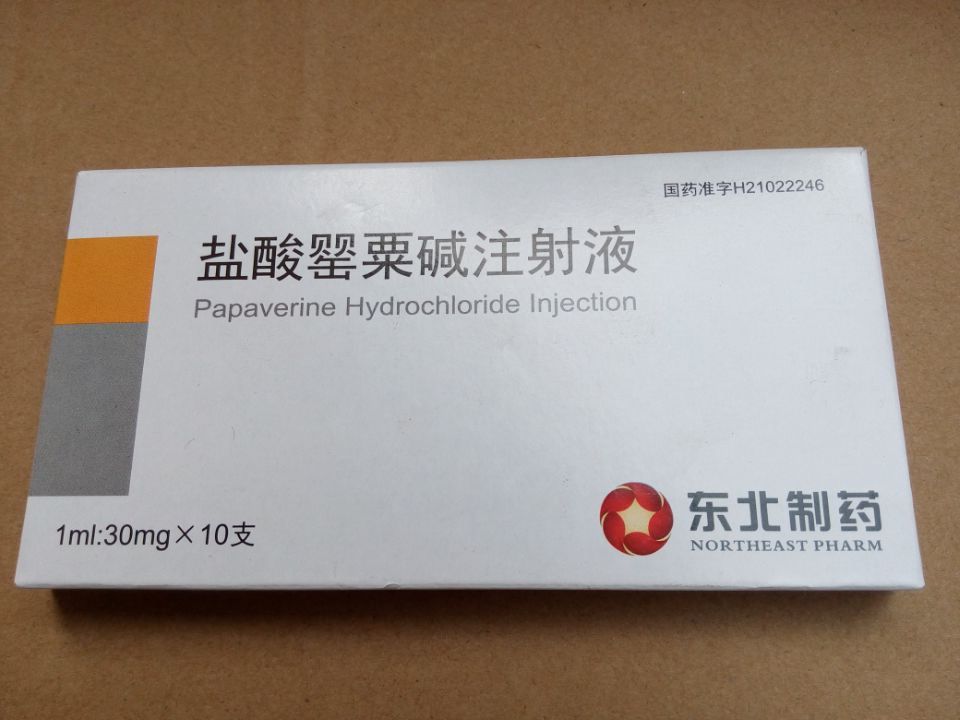 国药准字H21022246
盐酸罂粟碱注射液
Papaverine Hydrochloride Injection
东北制药
NORTHEAST PHARM
1ml:30mg×10支